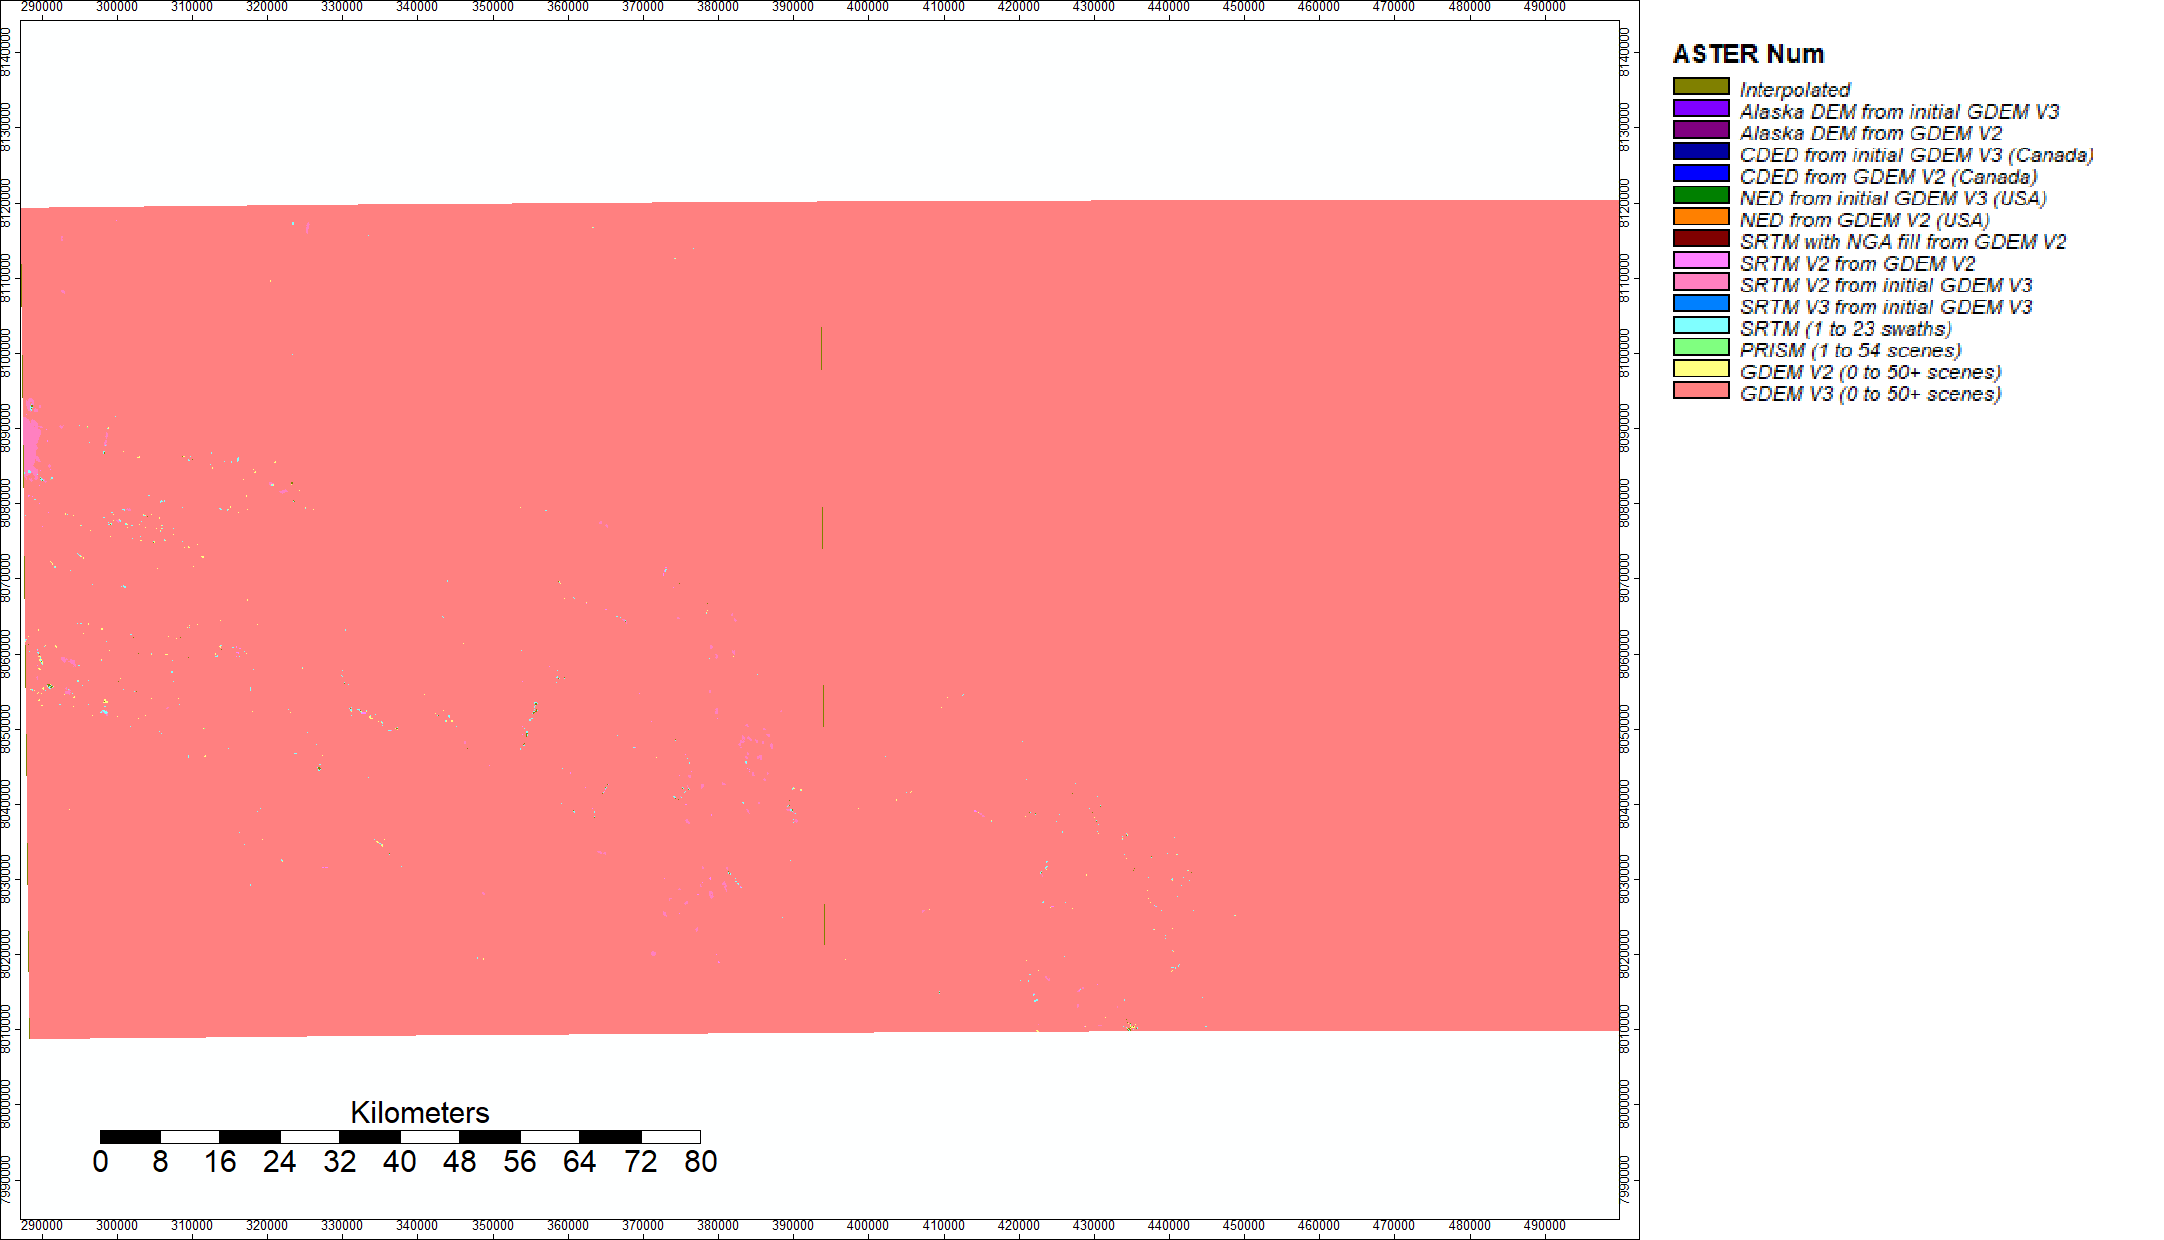 290000 300000 310000 320000 330000 340000 350000 360000 370000 380000 390000 400000 410000 420000 430000 440000 450000 460000 470000 480000 490000
8140000
8130000
8120000
8110000
8100000
8090000
8080000
8070000
8060000
8050000
8040000
8030000
8020000
8010000
8000000
7990000
Kilometers
0 8 16 24 32 40 48 56 64 72 80
290000 300000 310000 320000 330000 340000 350000 360000 370000 380000 390000 400000 410000 420000 430000 440000 450000 460000 470000 480000 490000
8140000
8130000
8120000
8110000
8100000
8090000
8080000
8070000
8060000
8050000
8040000
8030000
8020000
8010000
8000000
7990000
ASTER Num
Interpolated
Alaska DEM from initial GDEM V3
Alaska DEM from GDEM V2
CDED from initial GDEM V3 (Canada)
CDED from GDEM V2 (Canada)
NED from initial GDEM V3 (USA)
NED from GDEM V2 (USA)
SRTM with NGA fill from GDEM V2
SRTM V2 from GDEM V2
SRTM V2 from initial GDEM V3
SRTM V3 from initial GDEM V3
SRTM (1 to 23 swaths)
PRISM (1 to 54 scenes)
GDEM V2 (0 to 50+ scenes)
GDEM V3 (0 to 50+ scenes)